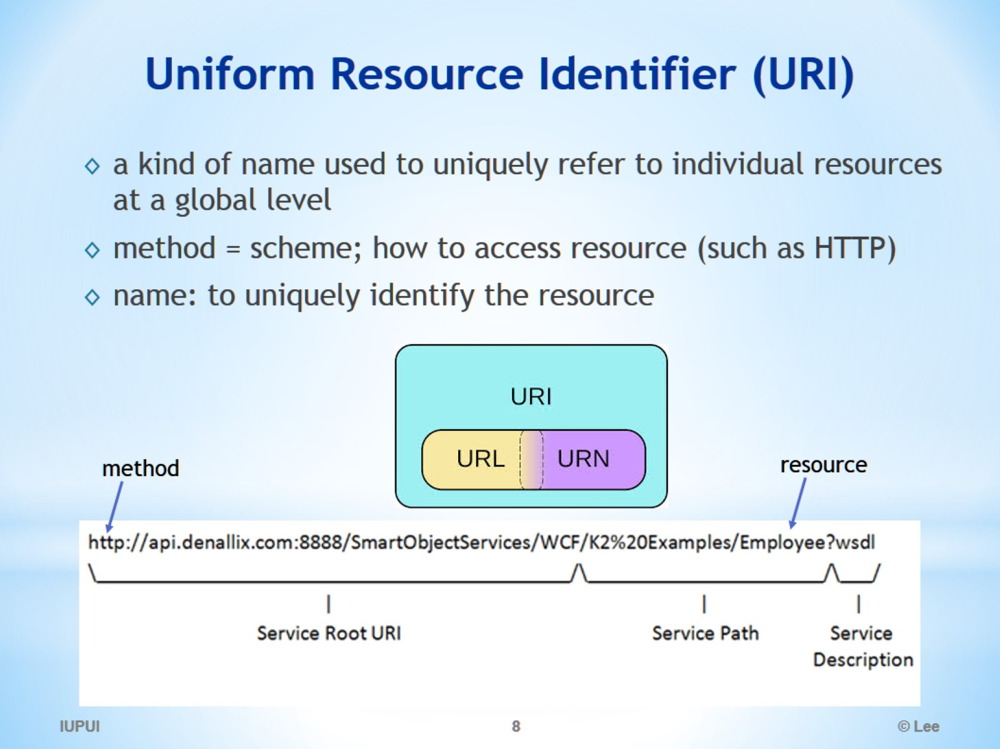 Uniform Resource Identifier (URI)
◇ a kind of name used to uniquely refer to individual resources
at a global level
◇ method = scheme; how to access resource (such as HTTP)
◇ name: to uniquely identify the resource
URI
URL URN
method
resource
http://api.denallix.com:8888/SmartObjectServices/WCF/K2%20Examples/Employee?wsdl
Service Root URI
Service Path
Service
Description
IUPUI
8
© Lee